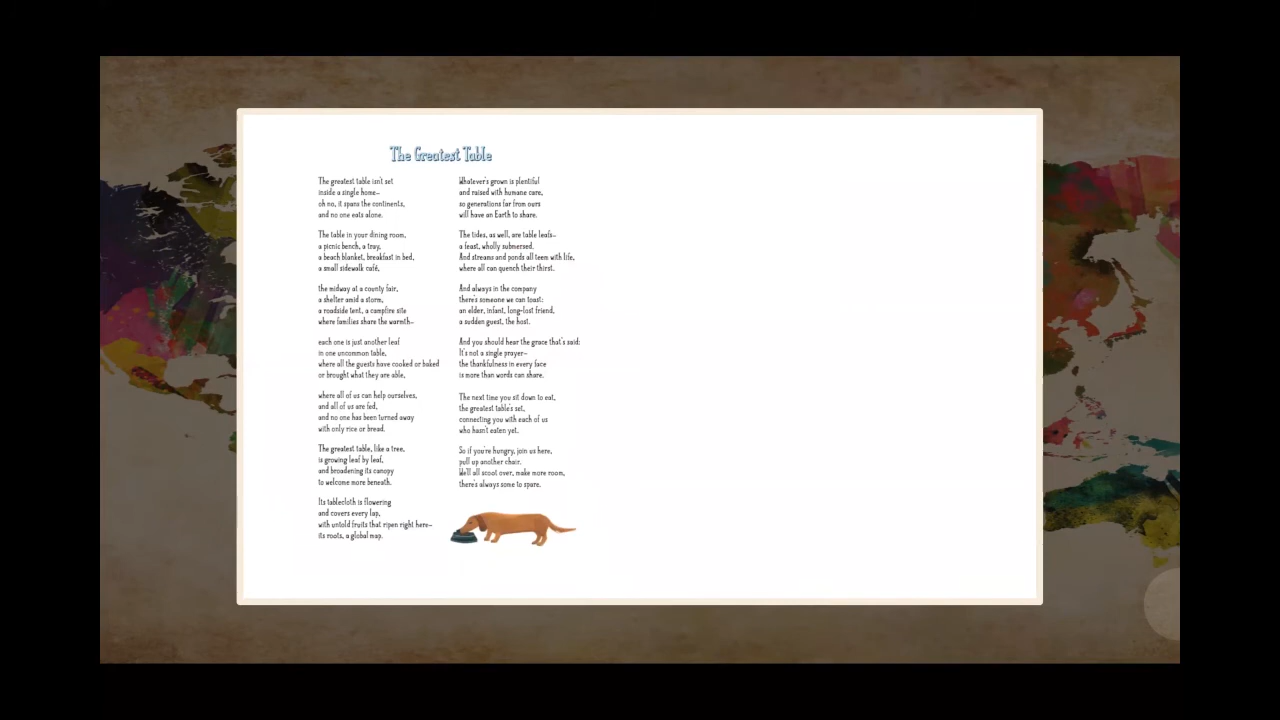 The Greatest Table
The greatest table isn't set
inside a single home—
oh no, it spans the continents,
and no one eats alone.
The table in your dining room,
a picnic bench, a tray,
a beach blanket, breakfast in bed,
a small sidewalk café,
the midway at a county fair,
a shelter amid a storm,
a roadside tent, a campfire site
where families share the warmth—
each one is just another leaf
in one uncommon table,
where all the guests have cooked or baked
or brought what they are able,
where all of us can help ourselves,
and all of us are fed,
and no one has been turned away
with only rice or bread.
The greatest table, like a tree,
is growing leaf by leaf,
and broadening its canopy
to welcome more beneath.
Its tablecloth is flowering
and covers every lap,
with untold fruits that ripen right here—
its roots, a global map.
Whatever's grown is plentiful
and raised with humane care,
so generations far from ours
will have an Earth to share.
The tides, as well, are table leafs—
a feast, wholly submersed.
And streams and ponds all teem with life,
where all can quench their thirst.
And always in the company
there's someone we can toast:
an elder, infant, long-lost friend,
a sudden guest, the host.
And you should hear the grace that's said:
It's not a single prayer—
the thankfulness in every face
is more than words can share.
The next time you sit down to eat,
the greatest table's set,
connecting you with each of us
who hasn't eaten yet.
So if you're hungry, join us here,
pull up another chair.
We'll all scoot over, make more room,
there's always some to spare.